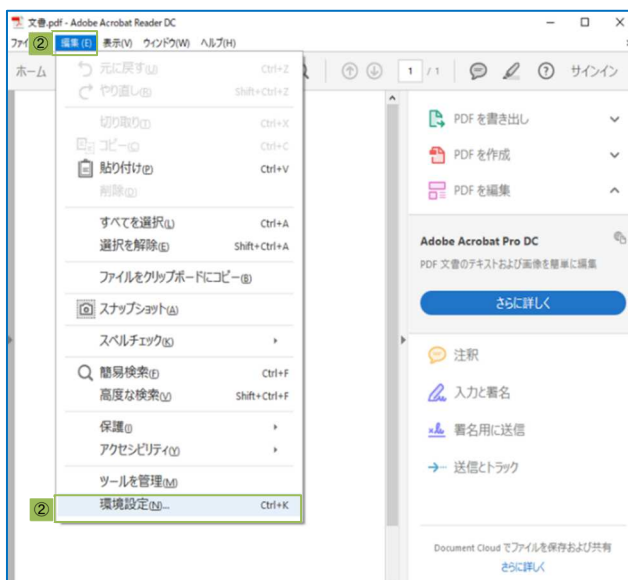 文書.pdf - Adobe Acrobat Reader DC
ファイ ② 編集(E) 表示(V) ウィンドウ(W) ヘルプ(H)
ホーム 1 / 1 サインイン
元に戻す(U) Ctrl+Z
やり直し(R) Shift+Ctrl+Z
切り取り(T) Ctrl+X
コピー(C) Ctrl+C
貼り付け(P) Ctrl+V
削除(D)
すべてを選択(L) Ctrl+A
選択を解除(E) Shift+Ctrl+A
ファイルをクリップボードにコピー(B)
スナップショット(A)
スペルチェック(K)
簡易検索(F) Ctrl+F
高度な検索(V) Shift+Ctrl+F
保護(I)
アクセシビリティ(Y)
ツールを管理(M)
② 環境設定(N)... Ctrl+K
PDF を書き出し
PDF を作成
PDF を編集
Adobe Acrobat Pro DC
PDF 文書のテキストおよび画像を簡単に編集
さらに詳しく
注釈
入力と署名
署名用に送信
送信とトラック
Document Cloud でファイルを保存および共有
さらに詳しく